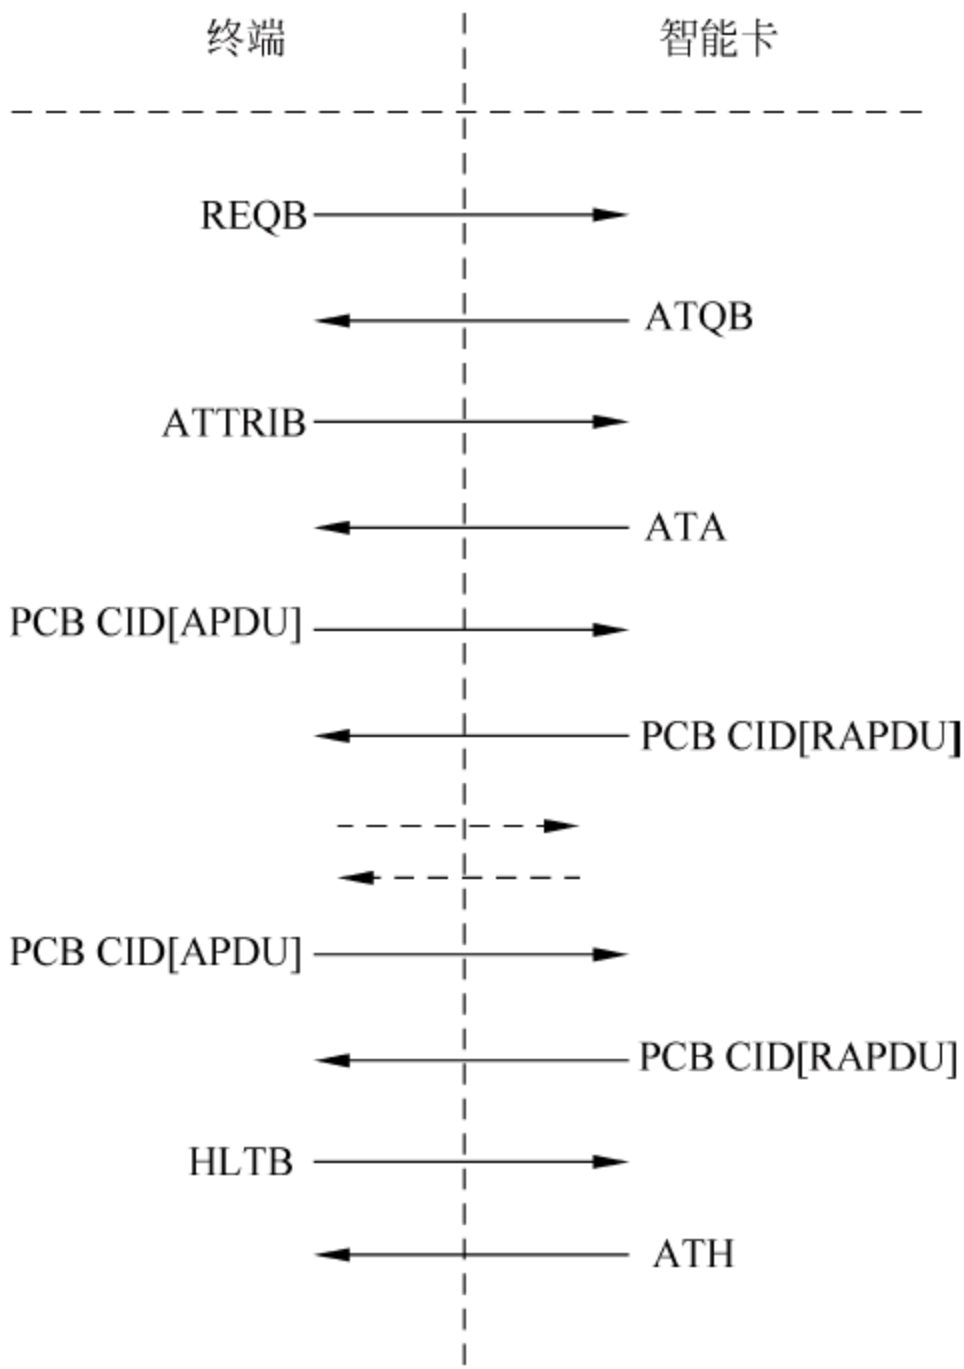 终端
智能卡
REQB
ATQB
ATTRIB
ATA
PCB CID[APDU]
PCB CID[RAPDU]
PCB CID[APDU]
PCB CID[RAPDU]
HLTB
ATH